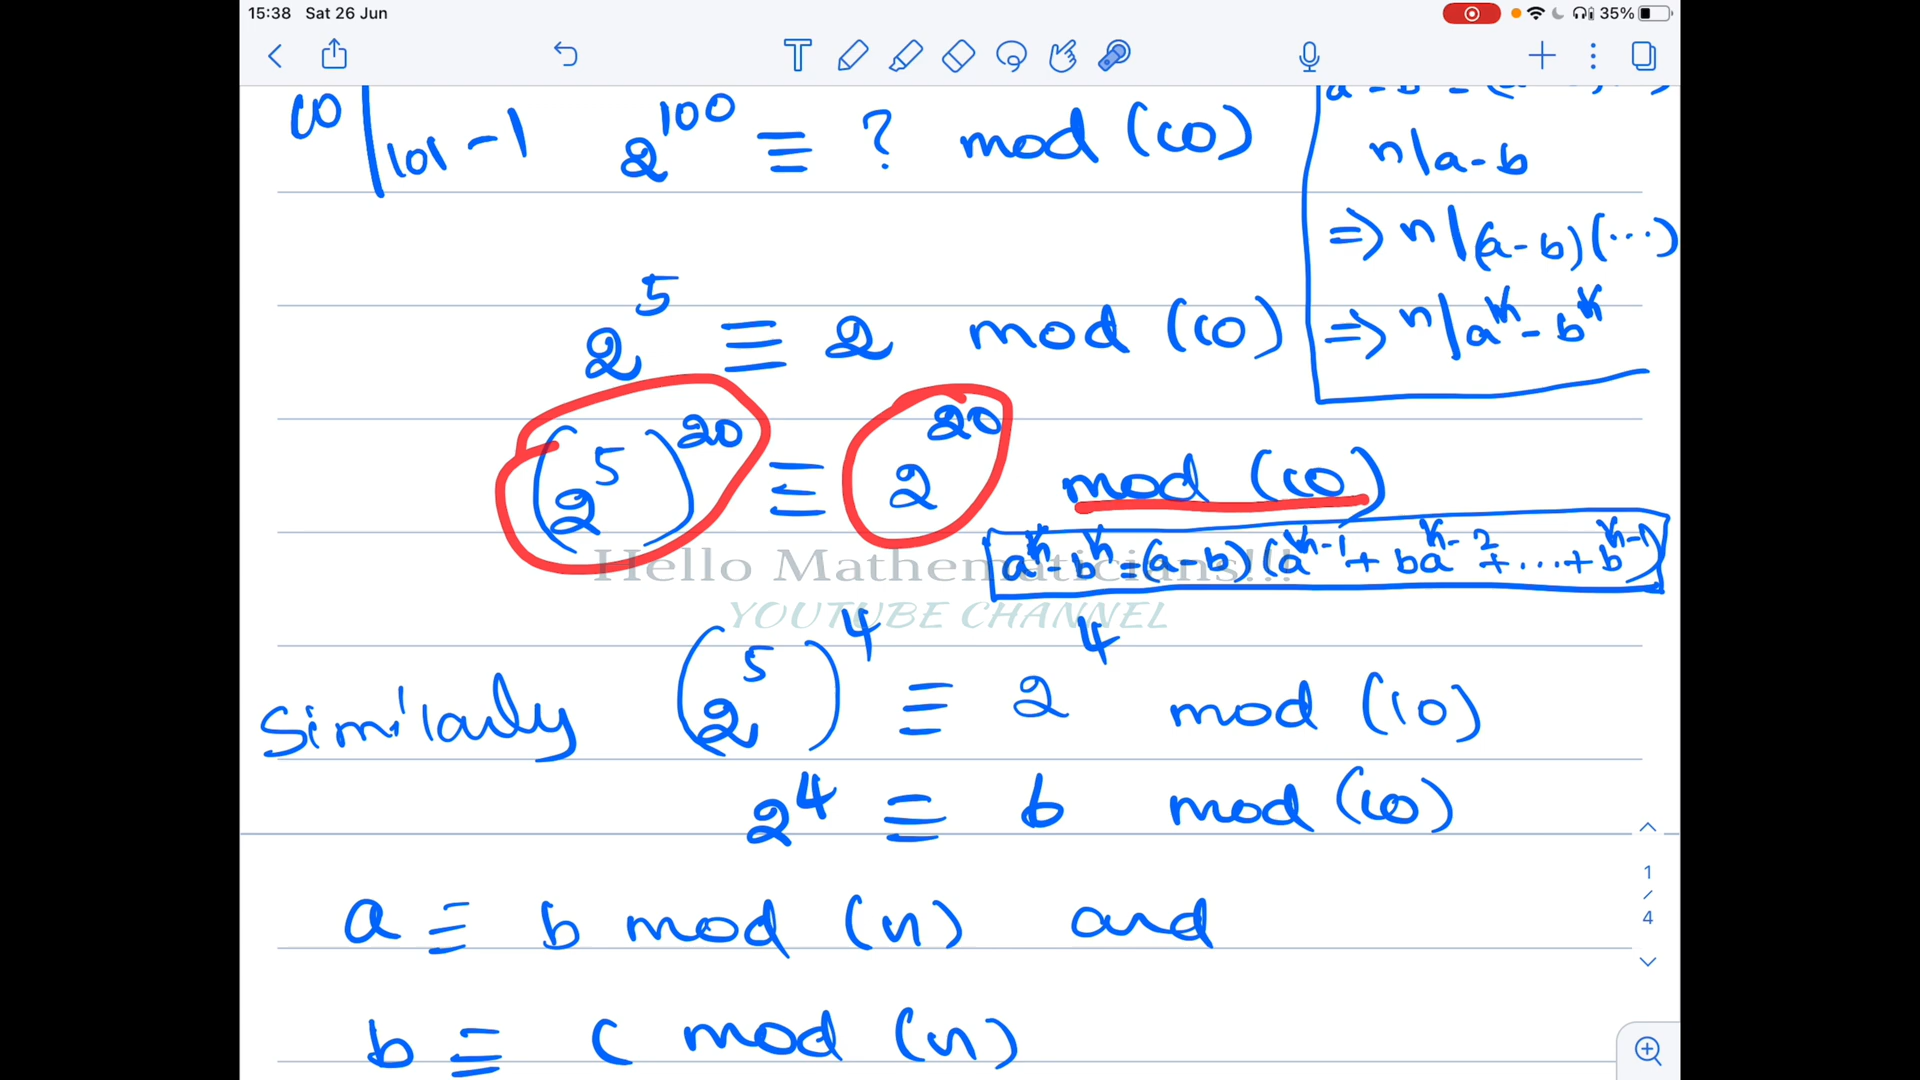 15:38 Sat 26 Jun 35%
10 | 101 - 1 2^100 ≡ ? mod (10)
n | a - b
⇒ n | (a - b)(...)
2^5 ≡ 2 mod (10)
⇒ n | a^k - b^k
(2^5)^20 ≡ 2^20 mod (10)
a^k - b^k = (a - b)(a^k-1 + ba^k-2 + ... + b^k-1)
Hello Mathematicians!!!
YOUTUBE CHANNEL
Similarly (2^5)^4 ≡ 2^4 mod (10)
2^4 ≡ 6 mod (10)
a ≡ b mod (n) and
b ≡ c mod (n)
1
/
4